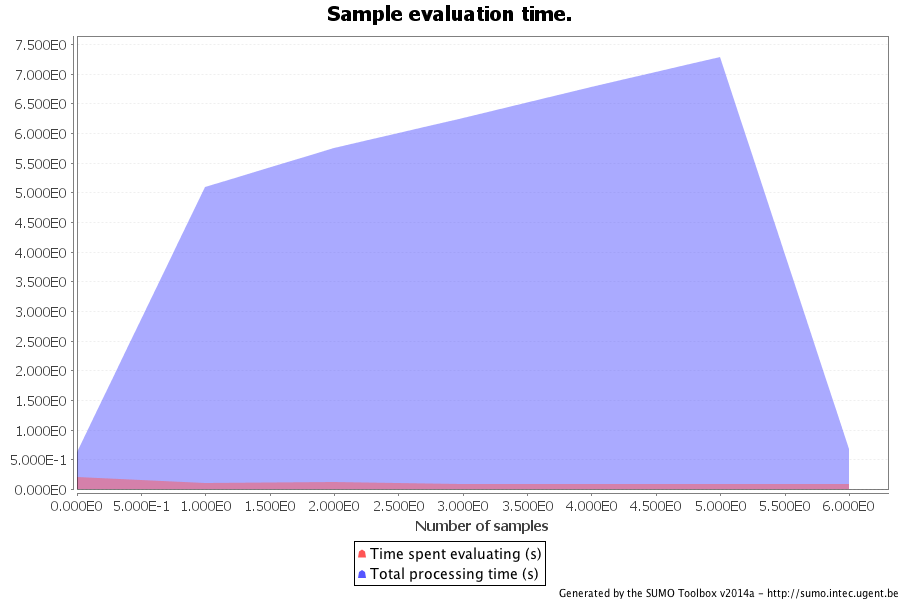 Sample evaluation time.
7.500E0
7.000E0
6.500E0
6.000E0
5.500E0
5.000E0
4.500E0
4.000E0
3.500E0
3.000E0
2.500E0
2.000E0
1.500E0
1.000E0
5.000E-1
0.000E0
0.000E0 5.000E-1 1.000E0 1.500E0 2.000E0 2.500E0 3.000E0 3.500E0 4.000E0 4.500E0 5.000E0 5.500E0 6.000E0
Number of samples
Time spent evaluating (s)
Total processing time (s)
Generated by the SUMO Toolbox v2014a - http://sumo.intec.ugent.be